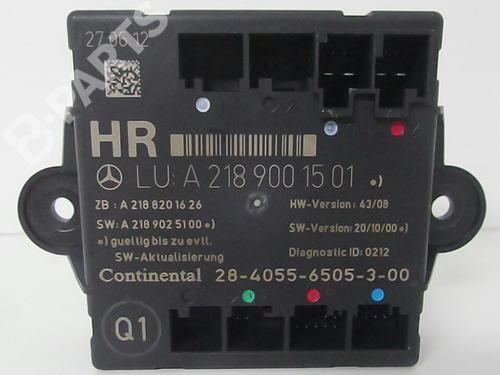 27.06.12
HR
LU: A 218 900 15 01 •)
ZB : A 218 820 16 26
HW-Version: 43/08
SW: A 218 902 51 00 •)
SW-Version: 20/10/00 •)
•) gueltig bis zu evtl.
SW-Aktualisierung
Diagnostic ID: 0212
Continental 28-4055-6505-3-00
Q1
B-PARTS